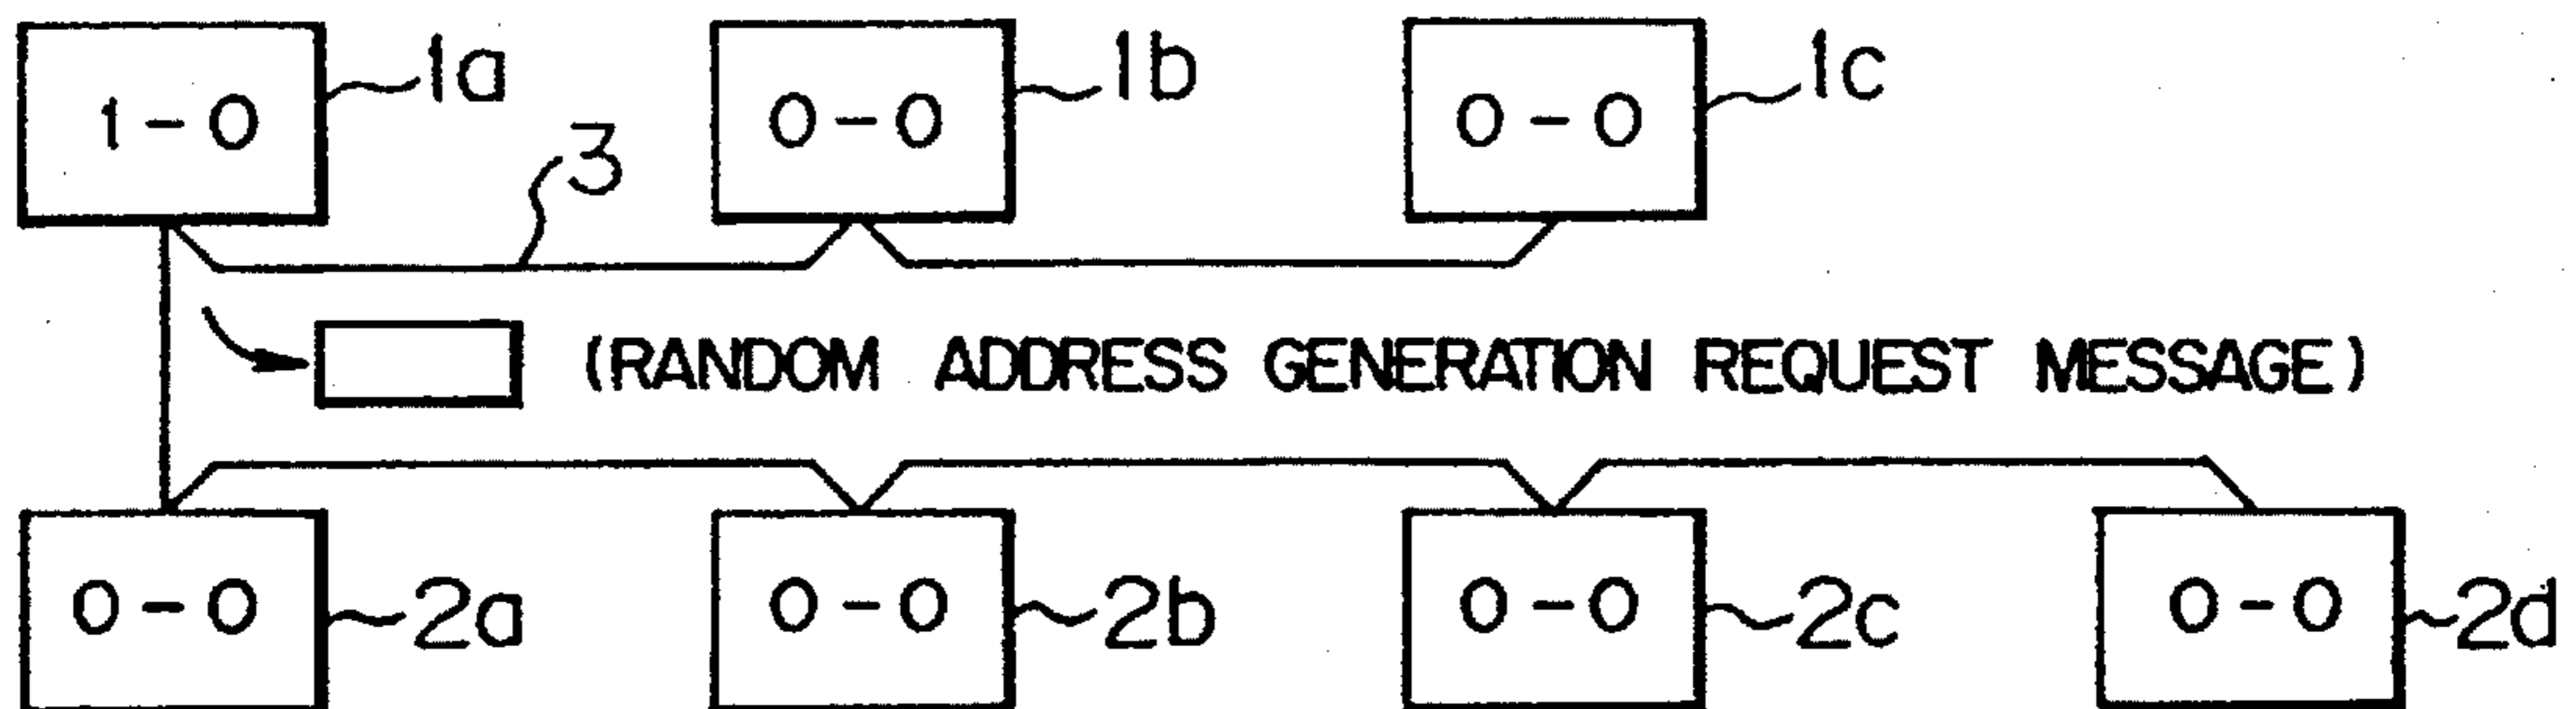 1-0 1a 0-0 1b 0-0 1c
3
(RANDOM ADDRESS GENERATION REQUEST MESSAGE)
0-0 2a 0-0 2b 0-0 2c 0-0 2d